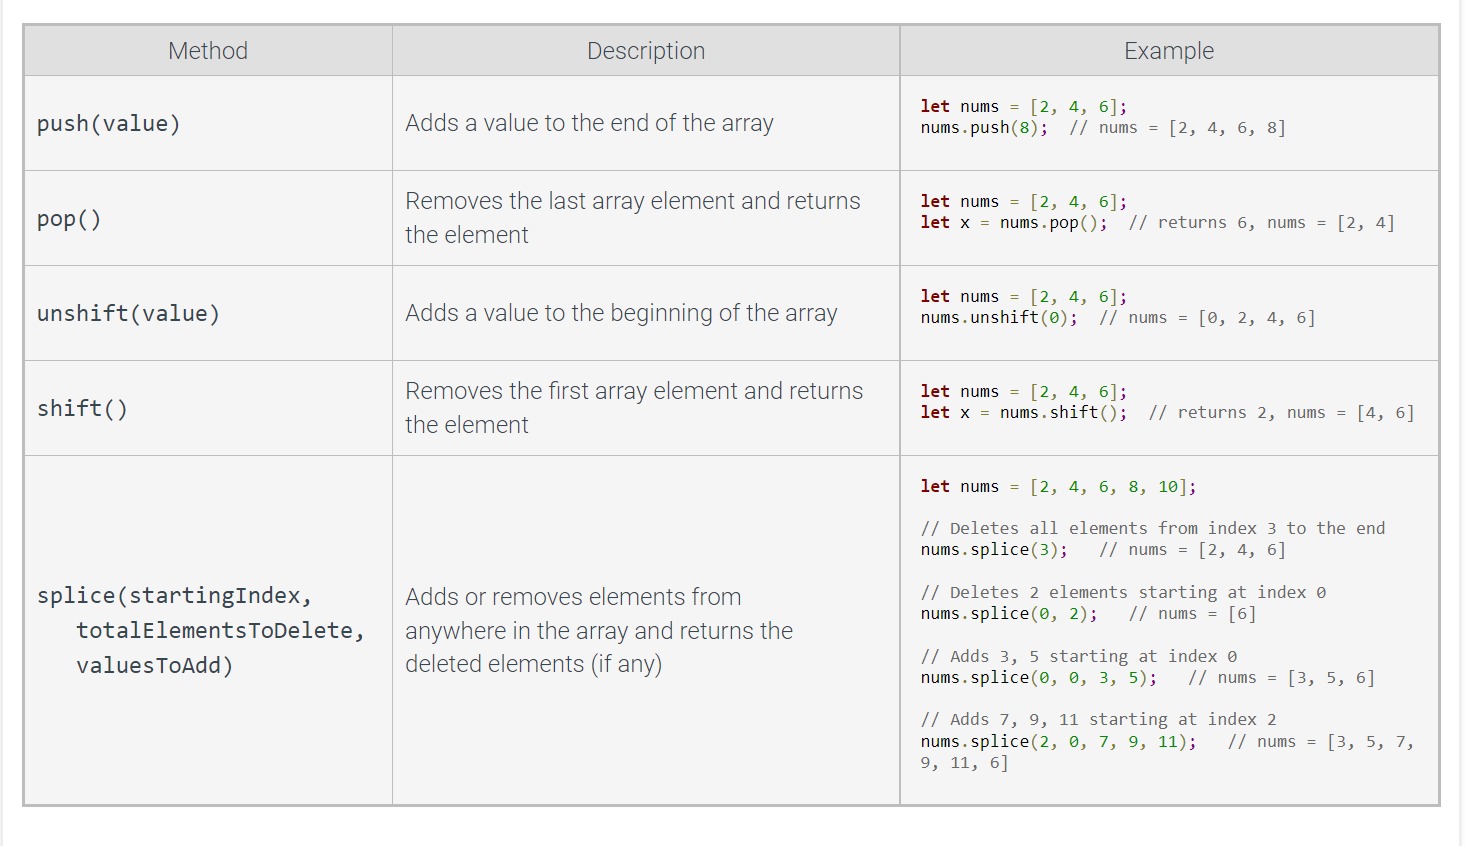 Method Description Example
push(value)
Adds a value to the end of the array
let nums = [2, 4, 6];
nums.push(8);  // nums = [2, 4, 6, 8]
pop()
Removes the last array element and returns
the element
let nums = [2, 4, 6];
let x = nums.pop();  // returns 6, nums = [2, 4]
unshift(value)
Adds a value to the beginning of the array
let nums = [2, 4, 6];
nums.unshift(0);  // nums = [0, 2, 4, 6]
shift()
Removes the first array element and returns
the element
let nums = [2, 4, 6];
let x = nums.shift();  // returns 2, nums = [4, 6]
splice(startingIndex,
totalElementsToDelete,
valuesToAdd)
Adds or removes elements from
anywhere in the array and returns the
deleted elements (if any)
let nums = [2, 4, 6, 8, 10];
// Deletes all elements from index 3 to the end
nums.splice(3);   // nums = [2, 4, 6]
// Deletes 2 elements starting at index 0
nums.splice(0, 2);   // nums = [6]
// Adds 3, 5 starting at index 0
nums.splice(0, 0, 3, 5);   // nums = [3, 5, 6]
// Adds 7, 9, 11 starting at index 2
nums.splice(2, 0, 7, 9, 11);   // nums = [3, 5, 7,
9, 11, 6]